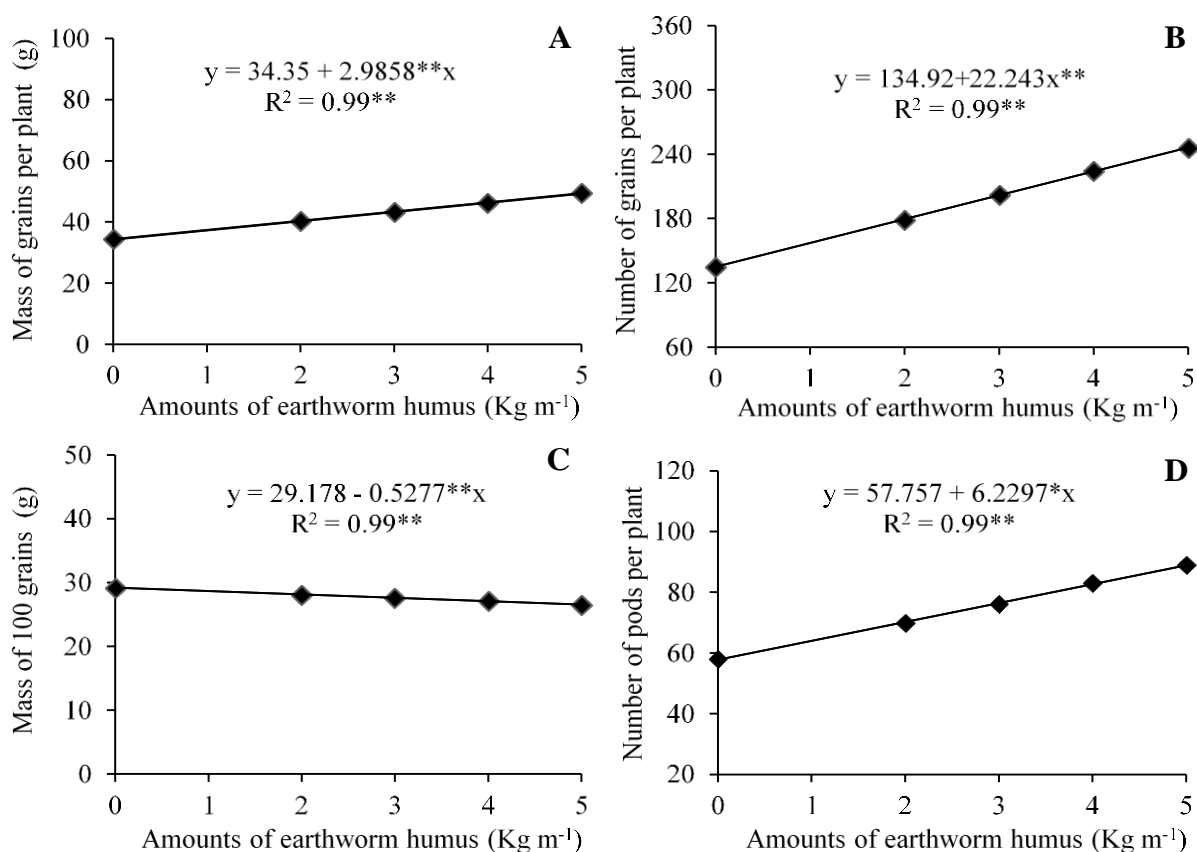 A
y = 34.35 + 2.9858**x
R² = 0.99**
Mass of grains per plant (g)
100
80
60
40
20
0
0 1 2 3 4 5
Amounts of earthworm humus (Kg m⁻¹)
B
y = 134.92+22.243x**
R² = 0.99**
Number of grains per plant
360
300
240
180
120
60
0 1 2 3 4 5
Amounts of earthworm humus (Kg m⁻¹)
C
y = 29.178 - 0.5277**x
R² = 0.99**
Mass of 100 grains (g)
50
40
30
20
10
0
0 1 2 3 4 5
Amounts of earthworm humus (Kg m⁻¹)
D
y = 57.757 + 6.2297*x
R² = 0.99**
Number of pods per plant
120
100
80
60
40
20
0 1 2 3 4 5
Amounts of earthworm humus (Kg m⁻¹)